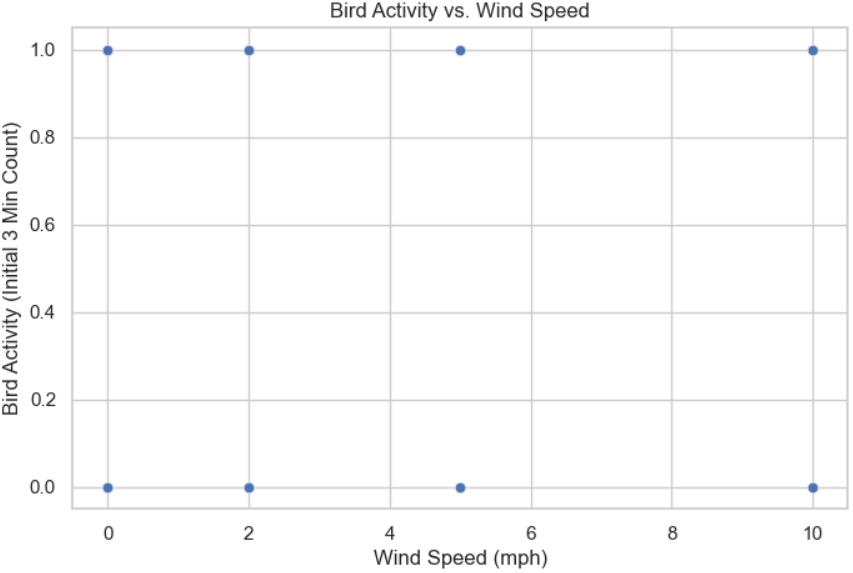 Bird Activity vs. Wind Speed
Bird Activity (Initial 3 Min Count)
1.0
0.8
0.6
0.4
0.2
0.0
0 2 4 6 8 10
Wind Speed (mph)